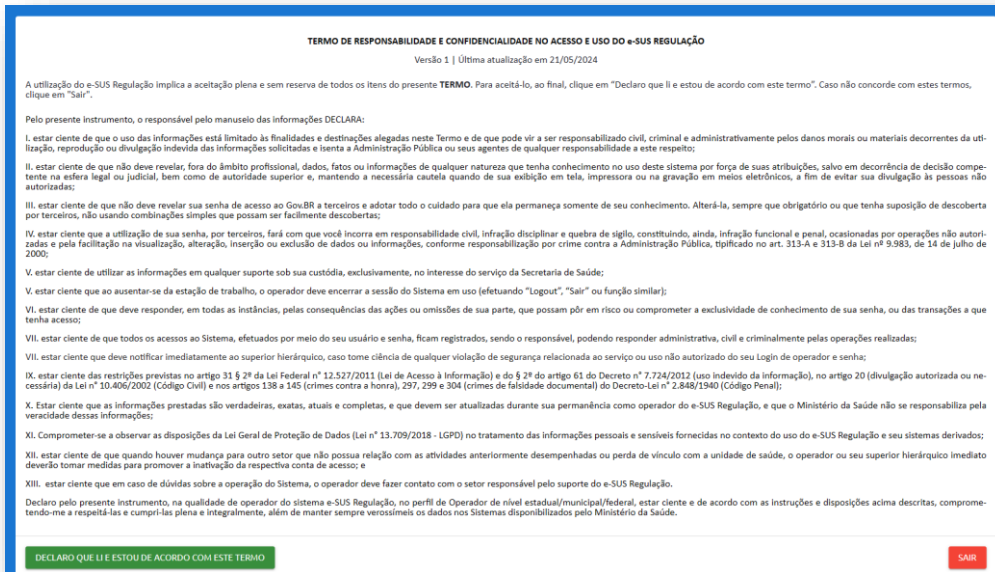 TERMO DE RESPONSABILIDADE E CONFIDENCIALIDADE NO ACESSO E USO DO e-SUS REGULAÇÃO
Versão 1 | Última atualização em 21/05/2024
A utilização do e-SUS Regulação implica a aceitação plena e sem reserva de todos os itens do presente TERMO. Para aceitá-lo, ao final, clique em "Declaro que li e estou de acordo com este termo". Caso não concorde com estes termos,
clique em "Sair".
Pelo presente instrumento, o responsável pelo manuseio das informações DECLARA:
I. estar ciente de que o uso das informações está limitado às finalidades e destinações alegadas neste Termo e de que pode vir a ser responsabilizado civil, criminal e administrativamente pelos danos morais ou materiais decorrentes da uti-
lização, reprodução ou divulgação indevida das informações solicitadas e isenta a Administração Pública ou seus agentes de qualquer responsabilidade a este respeito;
II. estar ciente de que não deve revelar, fora do âmbito profissional, dados, fatos ou informações de qualquer natureza que tenha conhecimento no uso deste sistema por força de suas atribuições, salvo em decorrência de decisão compe-
tente na esfera legal ou judicial, bem como de autoridade superior e, mantendo a necessária cautela quando de sua exibição em tela, impressora ou na gravação em meios eletrônicos, a fim de evitar sua divulgação às pessoas não
autorizadas;
III. estar ciente de que não deve revelar sua senha de acesso ao Gov.BR a terceiros e adotar todo o cuidado para que ela permaneça somente de seu conhecimento. Alterá-la, sempre que obrigatório ou que tenha suposição de descoberta
por terceiros, não usando combinações simples que possam ser facilmente descobertas;
IV. estar ciente que a utilização de sua senha, por terceiros, fará com que você incorra em responsabilidade civil, infração disciplinar e quebra de sigilo, constituindo, ainda, infração funcional e penal, ocasionadas por operações não autori-
zadas e pela facilitação na visualização, alteração, inserção ou exclusão de dados ou informações, conforme responsabilização por crime contra a Administração Pública, tipificado no art. 313-A e 313-B da Lei nº 9.983, de 14 de julho de
2000;
V. estar ciente de utilizar as informações em qualquer suporte sob sua custódia, exclusivamente, no interesse do serviço da Secretaria de Saúde;
V. estar ciente que ao ausentar-se da estação de trabalho, o operador deve encerrar a sessão do Sistema em uso (efetuando "Logout", "Sair" ou função similar);
VI. estar ciente de que deve responder, em todas as instâncias, pelas consequências das ações ou omissões de sua parte, que possam pôr em risco ou comprometer a exclusividade de conhecimento de sua senha, ou das transações a que
tenha acesso;
VII. estar ciente de que todos os acessos ao Sistema, efetuados por meio do seu usuário e senha, ficam registrados, sendo o responsável, podendo responder administrativa, civil e criminalmente pelas operações realizadas;
VII. estar ciente que deve notificar imediatamente ao superior hierárquico, caso tome ciência de qualquer violação de segurança relacionada ao serviço ou uso não autorizado do seu Login de operador e senha;
IX. estar ciente das restrições previstas no artigo 31 § 2º da Lei Federal n° 12.527/2011 (Lei de Acesso à Informação) e do § 2º do artigo 61 do Decreto n° 7.724/2012 (uso indevido da informação), no artigo 20 (divulgação autorizada ou ne-
cessária) da Lei n° 10.406/2002 (Código Civil) e nos artigos 138 a 145 (crimes contra a honra), 297, 299 e 304 (crimes de falsidade documental) do Decreto-Lei n° 2.848/1940 (Código Penal);
X. Estar ciente que as informações prestadas são verdadeiras, exatas, atuais e completas, e que devem ser atualizadas durante sua permanência como operador do e-SUS Regulação, e que o Ministério da Saúde não se responsabiliza pela
veracidade dessas informações;
XI. Comprometer-se a observar as disposições da Lei Geral de Proteção de Dados (Lei n° 13.709/2018 - LGPD) no tratamento das informações pessoais e sensíveis fornecidas no contexto do uso do e-SUS Regulação e seu sistemas derivados;
XII. estar ciente de que quando houver mudança para outro setor que não possua relação com as atividades anteriormente desempenhadas ou perda de vínculo com a unidade de saúde, o operador ou seu superior hierárquico imediato
deverão tomar medidas para promover a inativação da respectiva conta de acesso; e
XIII. estar ciente que em caso de dúvidas sobre a operação do Sistema, o operador deve fazer contato com o setor responsável pelo suporte do e-SUS Regulação.
Declaro pelo presente instrumento, na qualidade de operador do sistema e-SUS Regulação, no perfil de Operador de nível estadual/municipal/federal, estar ciente e de acordo com as instruções e disposições acima descritas, comprome-
tendo-me a respeitá-las e cumpri-las plena e integralmente, além de manter sempre verossímeis os dados nos Sistemas disponibilizados pelo Ministério da Saúde.
DECLARO QUE LI E ESTOU DE ACORDO COM ESTE TERMO
SAIR